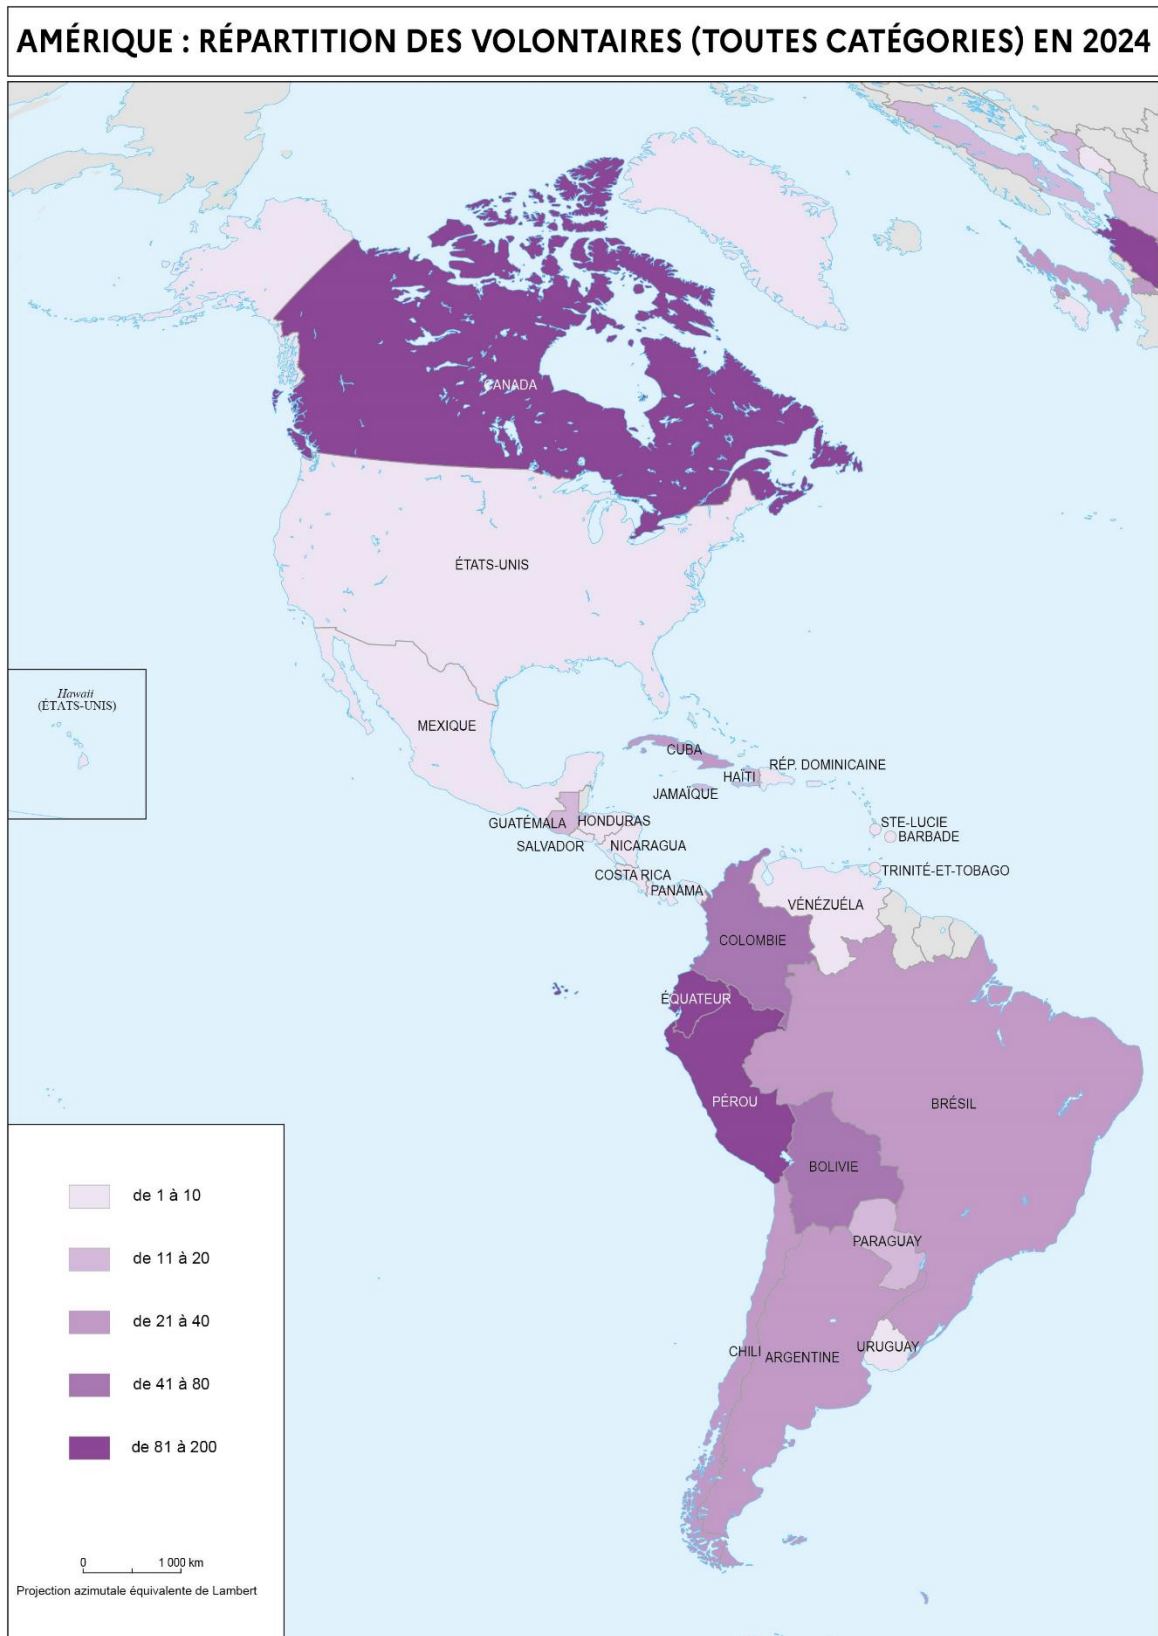 AMÉRIQUE : RÉPARTITION DES VOLONTAIRES (TOUTES CATÉGORIES) EN 2024
CANADA
ÉTATS-UNIS
Hawaii
(ÉTATS-UNIS)
MEXIQUE
CUBA
RÉP. DOMINICAINE
HAÏTI
JAMAÏQUE
GUATÉMALA
HONDURAS
STE-LUCIE
BARBADE
SALVADOR
NICARAGUA
COSTA RICA
TRINITÉ-ET-TOBAGO
PANAMA
VÉNÉZUÉLA
COLOMBIE
ÉQUATEUR
PÉROU
BRÉSIL
BOLIVIE
PARAGUAY
URUGUAY
CHILI
ARGENTINE
de 1 à 10
de 11 à 20
de 21 à 40
de 41 à 80
de 81 à 200
0 1 000 km
Projection azimutale équivalente de Lambert